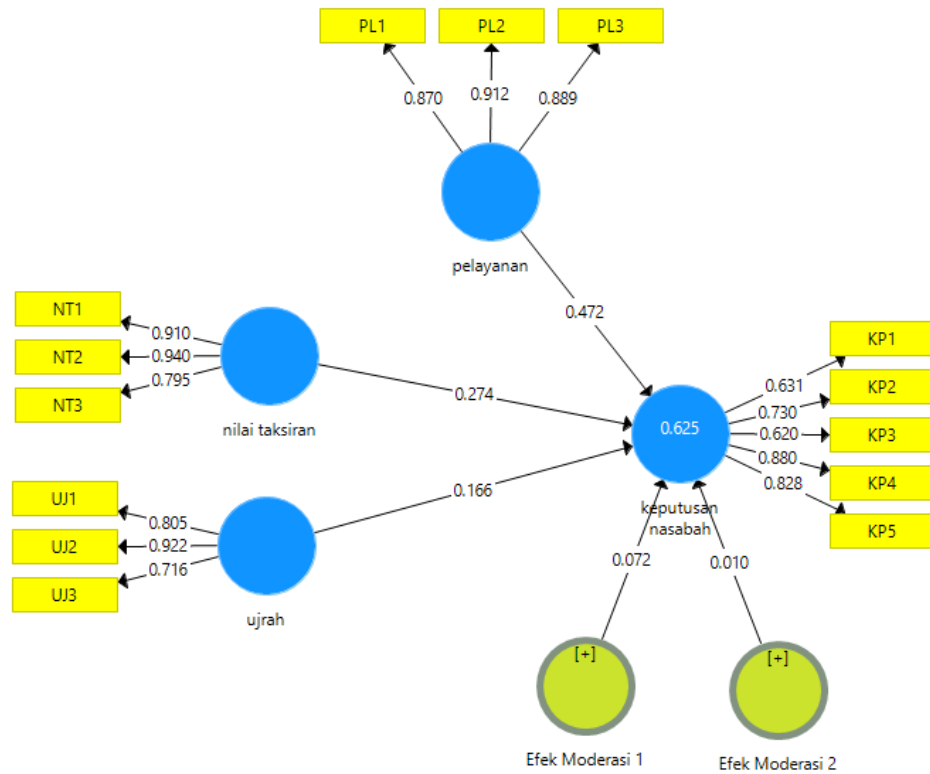 PL1
PL2
PL3
0.870
0.912
0.889
pelayanan
0.472
NT1
NT2
NT3
0.910
0.940
0.795
nilai taksiran
0.274
UJ1
UJ2
UJ3
0.805
0.922
0.716
ujrah
0.166
0.625
keputusan
nasabah
KP1
KP2
KP3
KP4
KP5
0.631
0.730
0.620
0.880
0.828
0.072
0.010
[+]
[+]
Efek Moderasi 1
Efek Moderasi 2